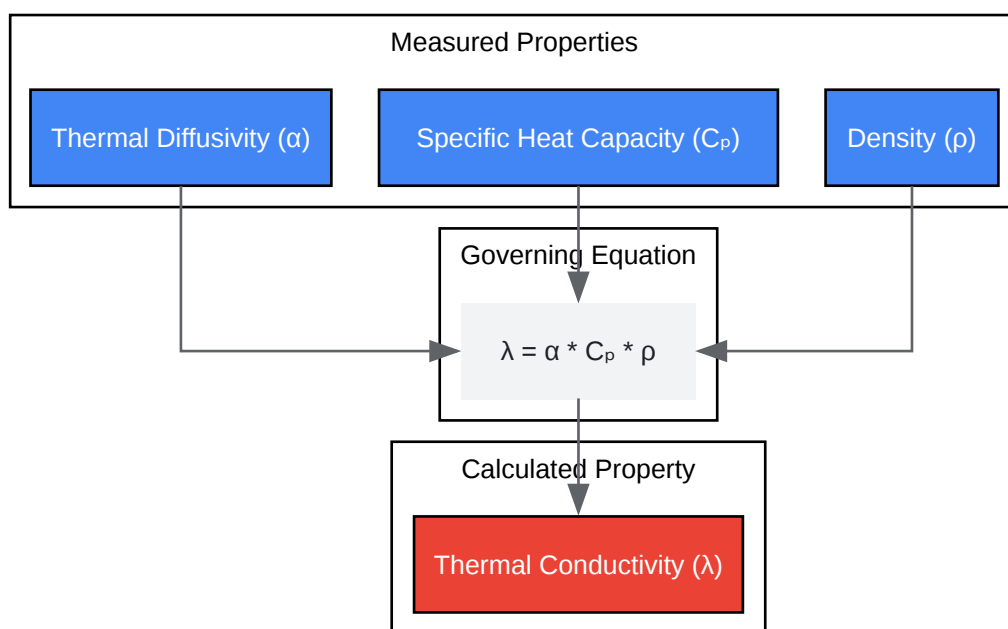 Measured Properties
Thermal Diffusivity (α)
Specific Heat Capacity (Cₚ)
Density (ρ)
Governing Equation
λ = α * Cₚ * ρ
Calculated Property
Thermal Conductivity (λ)